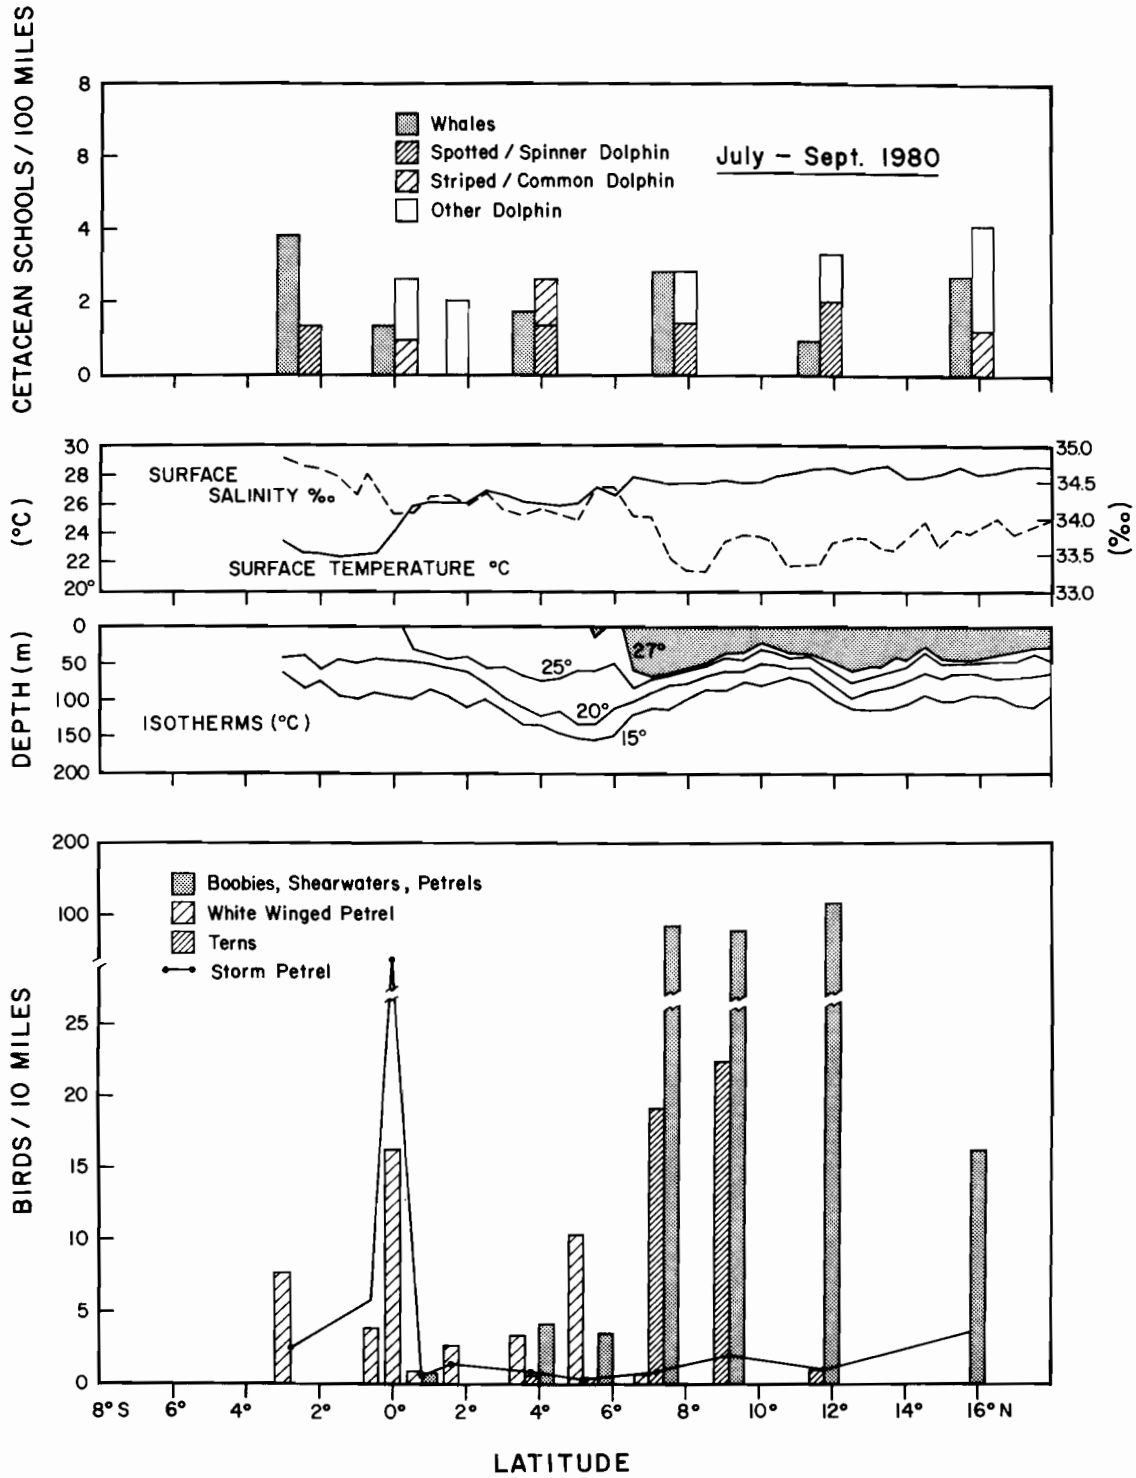 CETACEAN SCHOOLS / 100 MILES
8
8
4
2
0
Whales
Spotted / Spinner Dolphin
Striped / Common Dolphin
Other Dolphin
July – Sept. 1980
(°C)
30
28
26
24
22
20°
SURFACE
SALINITY ‰
SURFACE TEMPERATURE °C
35.0
34.5
34.0
33.5
33.0
(‰)
DEPTH (m)
0
50
100
150
200
ISOTHERMS (°C)
27°
25°
20°
15°
BIRDS / 10 MILES
200
100
25
20
15
10
5
0
Boobies, Shearwaters, Petrels
White Winged Petrel
Terns
Storm Petrel
8° S 6° 4° 2° 0° 2° 4° 6° 8° 10° 12° 14° 16° N
LATITUDE